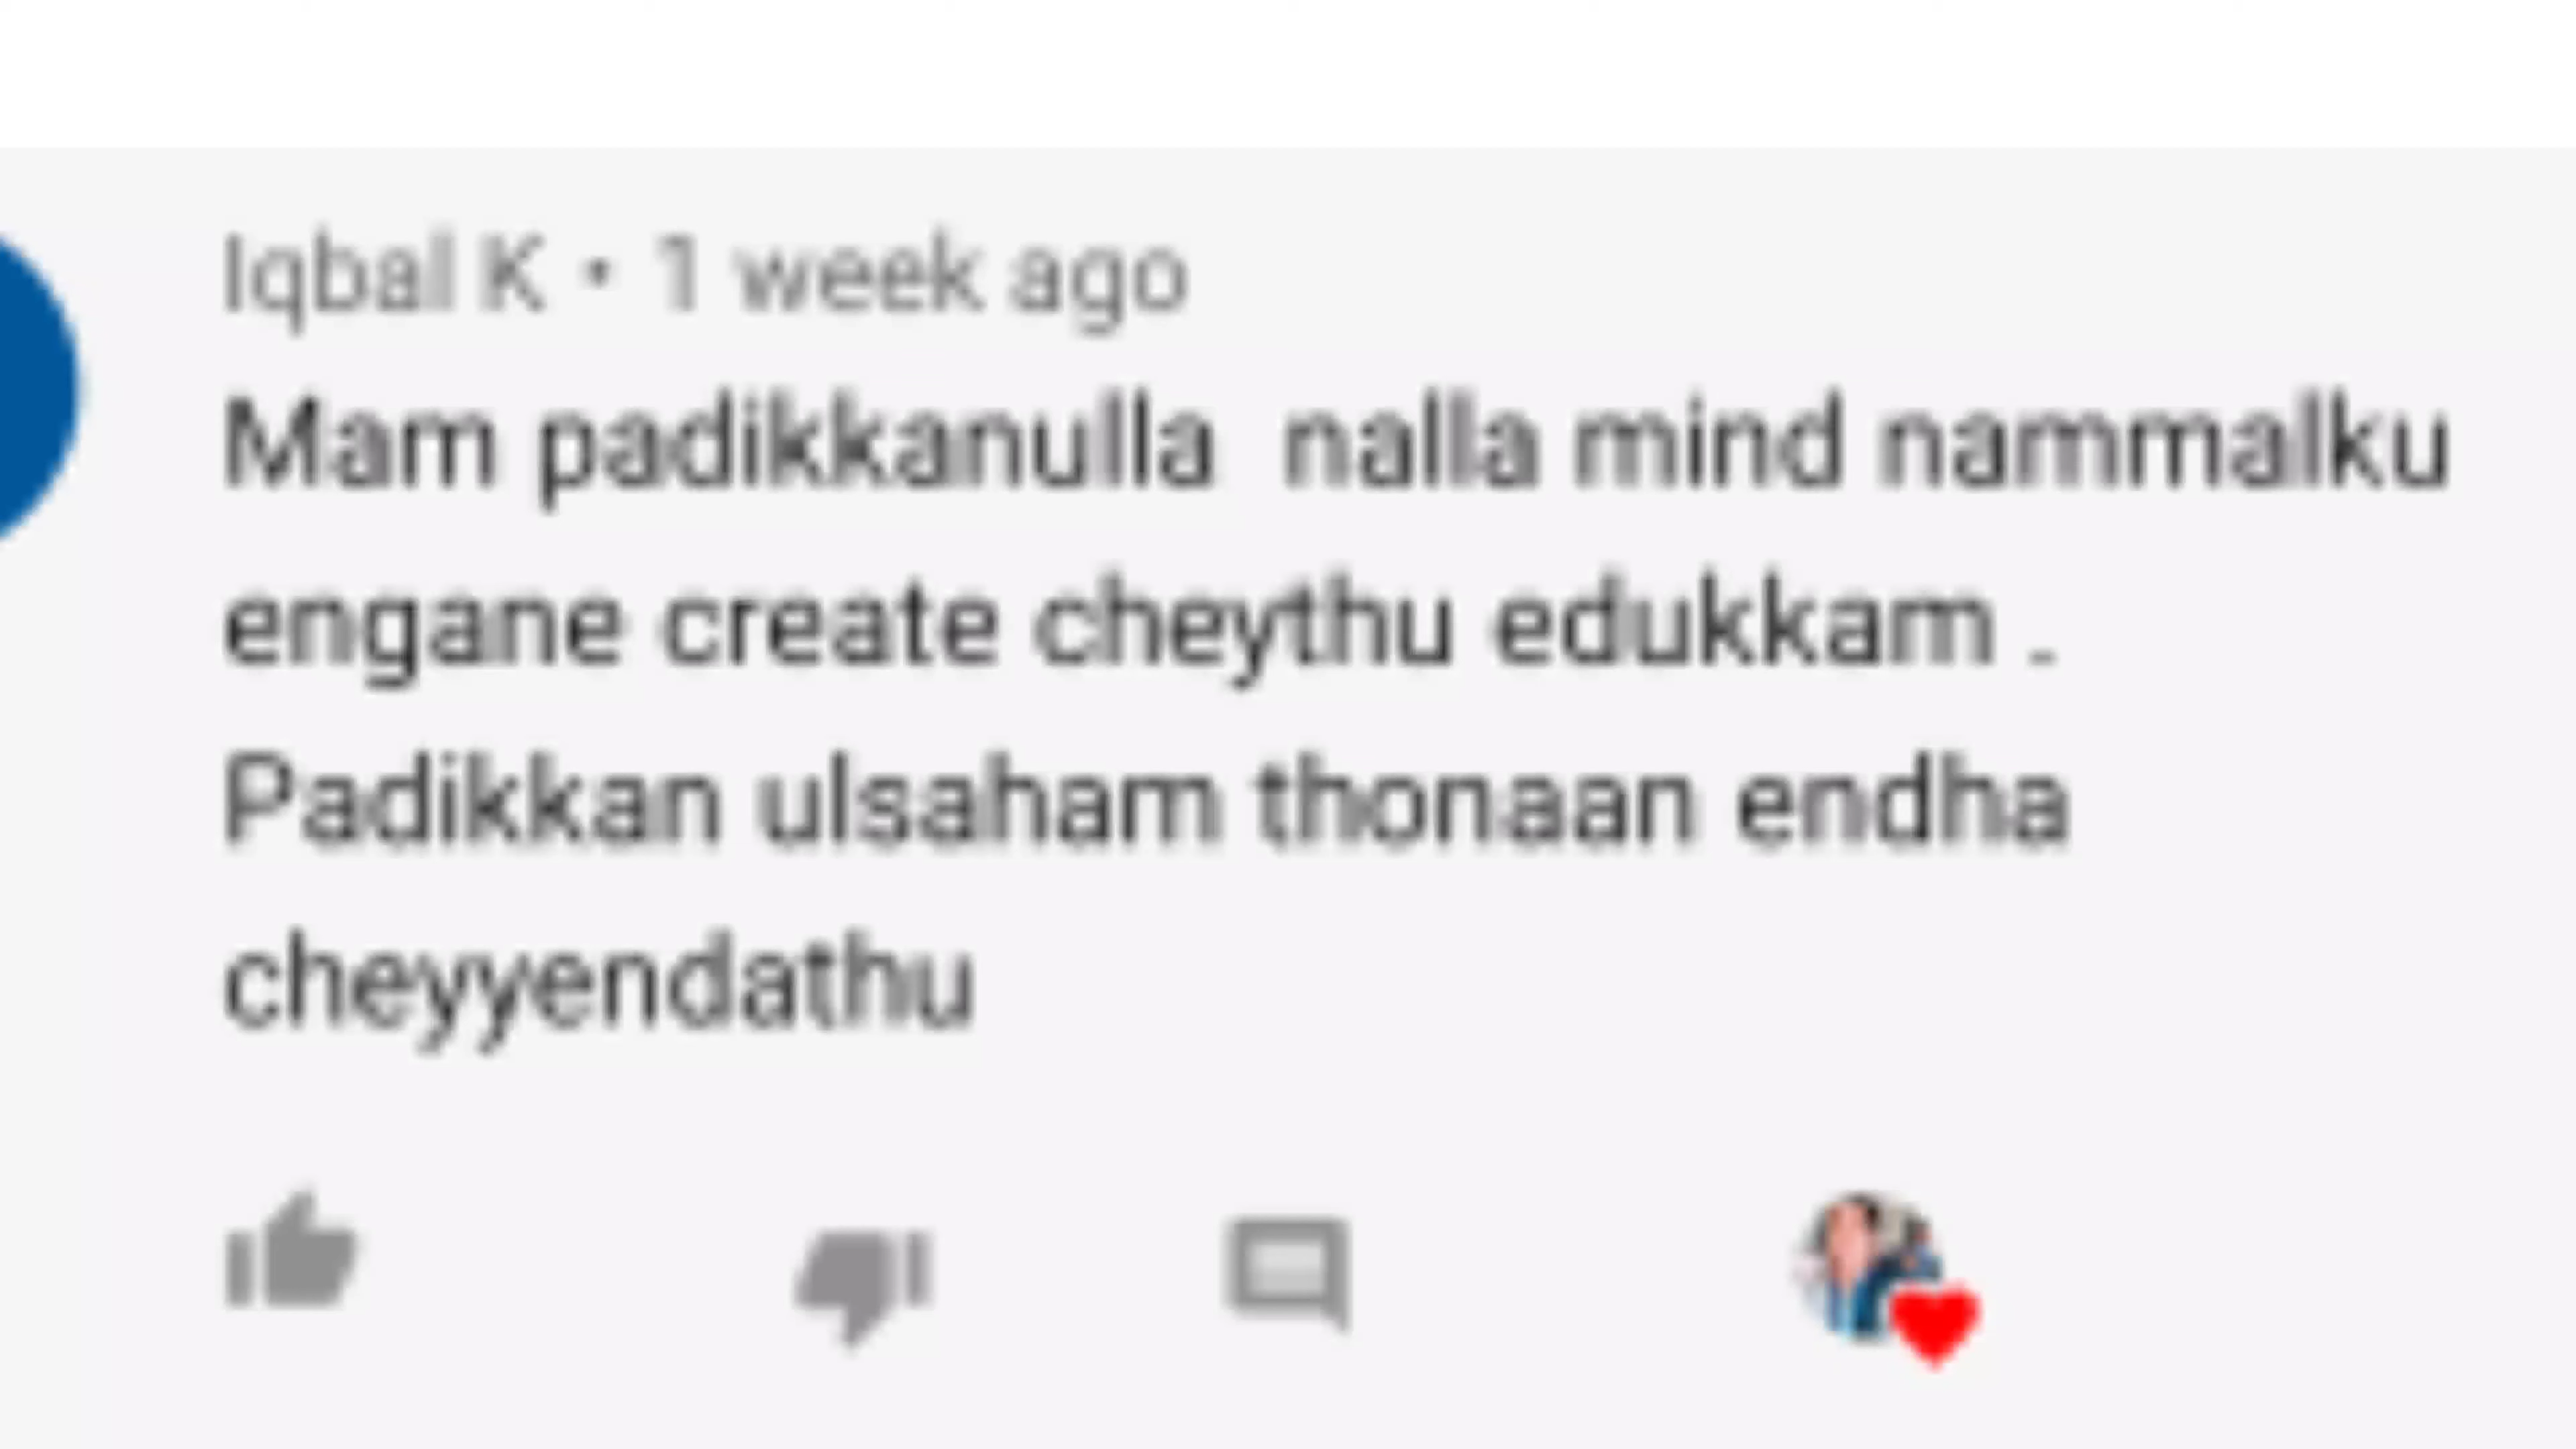 Iqbal K • 1 week ago
Mam padikkanulla  nalla mind nammalku
engane create cheythu edukkam .
Padikkan ulsaham thonaan endha
cheyyendathu